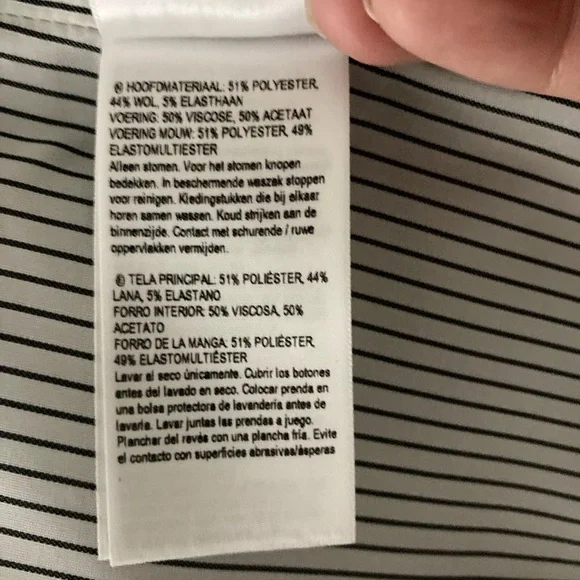 HOOFDMATERIAAL: 51% POLYESTER,
44% WOL, 5% ELASTHAAN
VOERING: 50% VISCOSE, 50% ACETAAT
VOERING MOUW: 51% POLYESTER, 49%
ELASTOMULTIESTER
Alleen stomen. Voor het stomen knopen
bedekken. In beschermende waszak stoppen
voor reinigen. Kledingstukken die bij elkaar
horen samen wassen. Koud strijken aan de
binnenzijde. Contact met schurende / ruwe
oppervlakken vermijden.
TELA PRINCIPAL: 51% POLIÉSTER, 44%
LANA, 5% ELASTANO
FORRO INTERIOR: 50% VISCOSA, 50%
ACETATO
FORRO DE LA MANGA: 51% POLIÉSTER,
49% ELASTOMULTIÉSTER
Lavar al seco únicamente. Cubrir los botones
antes del lavado en seco. Colocar prenda en
una bolsa protectora de lavandería antes de
lavarla. Lavar juntas las prendas a juego.
Planchar del revés con una plancha fría. Evite
el contacto con superficies abrasivas/ásperas